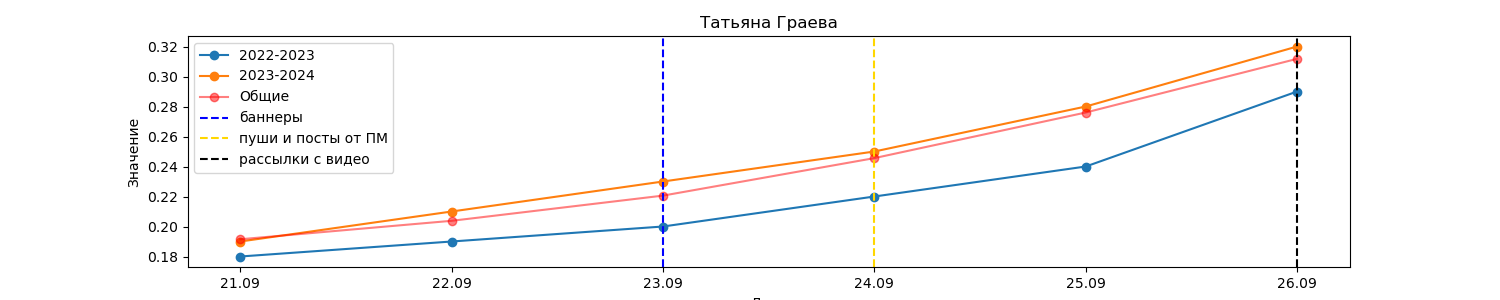 Татьяна Граева
2022-2023
2023-2024
Общие
баннеры
пуши и посты от ПМ
рассылки с видео
Значение
0.32
0.30
0.28
0.26
0.24
0.22
0.20
0.18
21.09
22.09
23.09
24.09
25.09
26.09